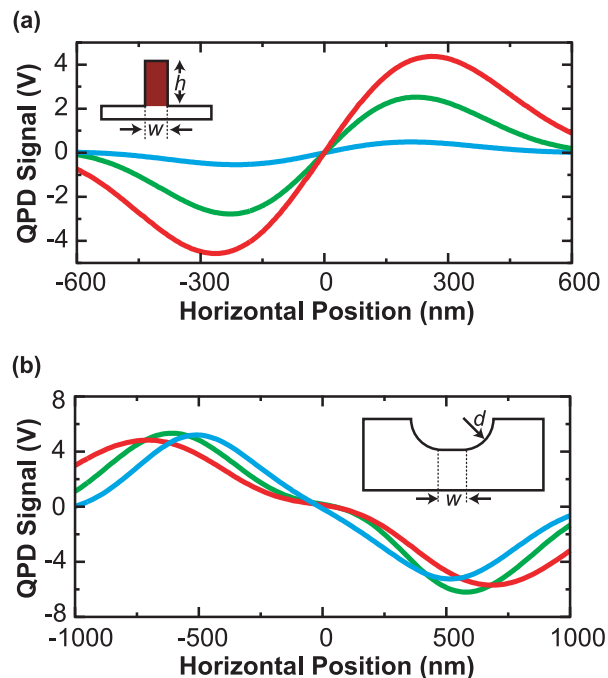 (a)
QPD Signal (V)
4
2
0
-2
-4
h
w
-600
-300
0
300
600
Horizontal Position (nm)
(b)
QPD Signal (V)
8
4
0
-4
-8
d
w
-1000
-500
0
500
1000
Horizontal Position (nm)